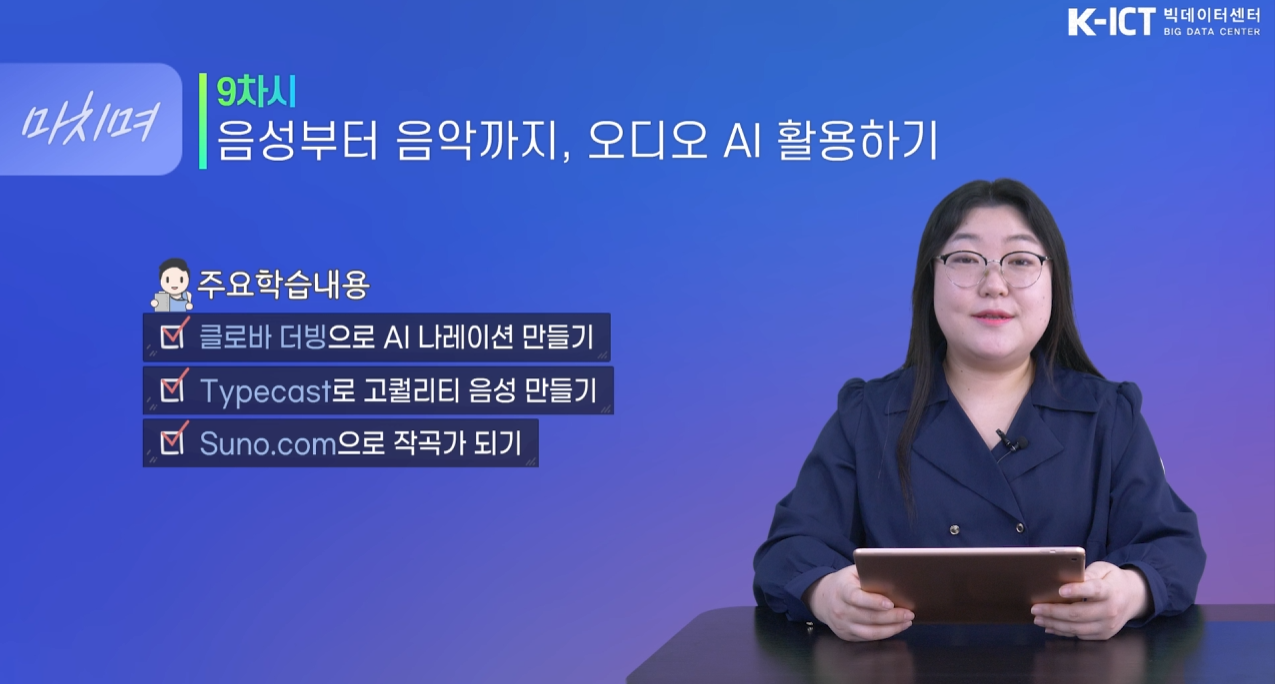 K-ICT 빅데이터센터
BIG DATA CENTER
마치며
9차시
음성부터 음악까지, 오디오 AI 활용하기
주요학습내용
클로바 더빙으로 AI 나레이션 만들기
Typecast로 고퀄리티 음성 만들기
Suno.com으로 작곡가 되기